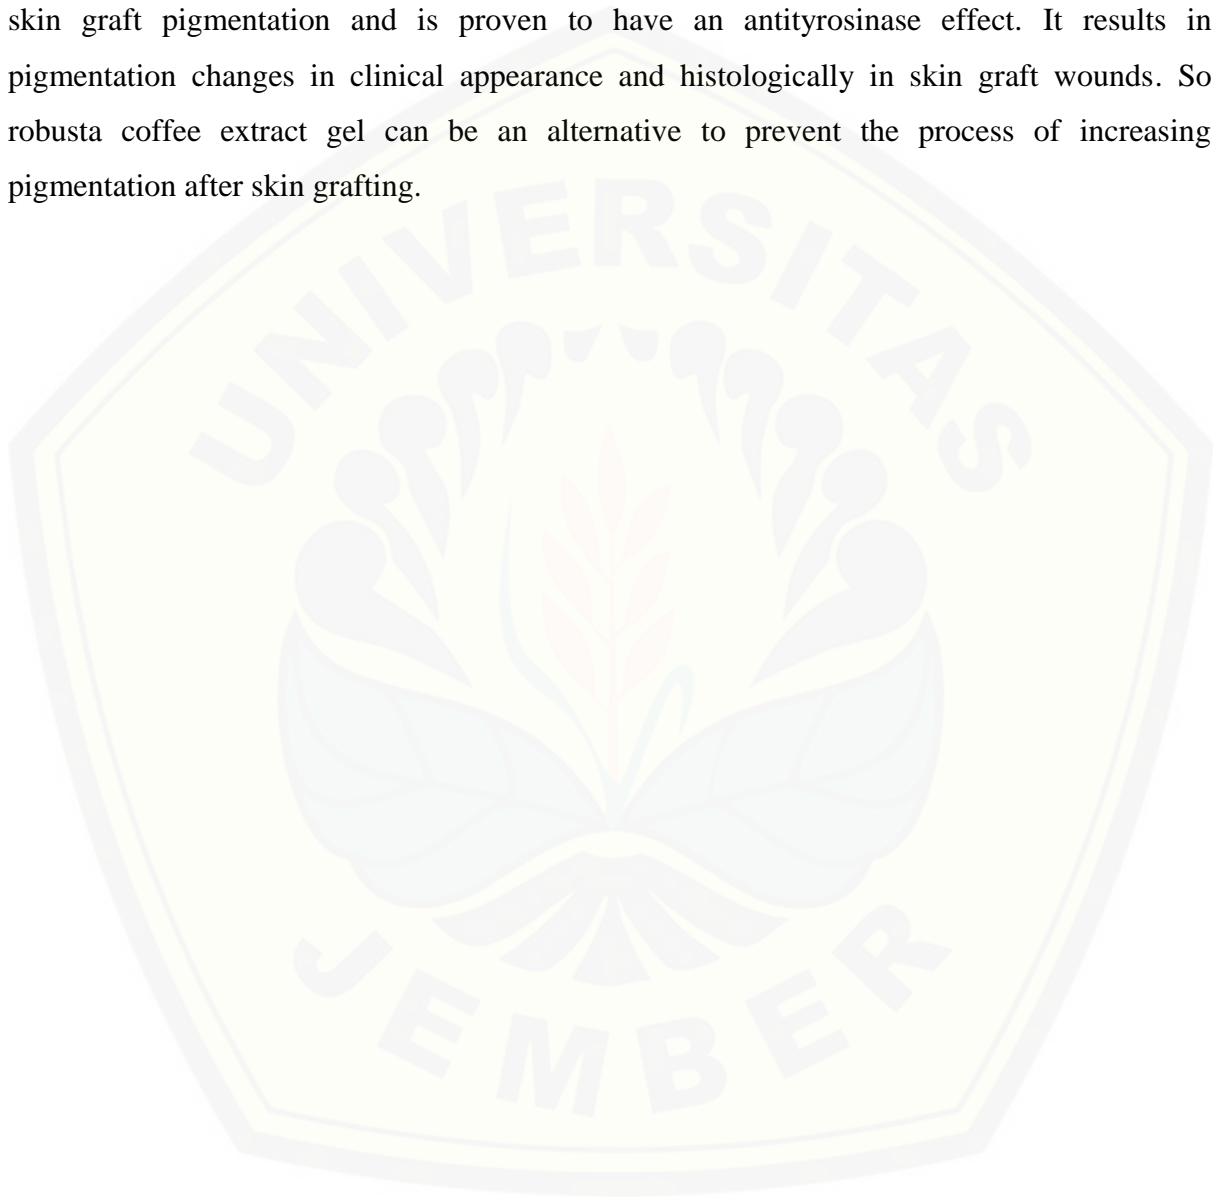 skin graft pigmentation and is proven to have an antityrosinase effect. It results in
pigmentation changes in clinical appearance and histologically in skin graft wounds. So
robusta coffee extract gel can be an alternative to prevent the process of increasing
pigmentation after skin grafting.
UNIVERSITAS
JEMBER